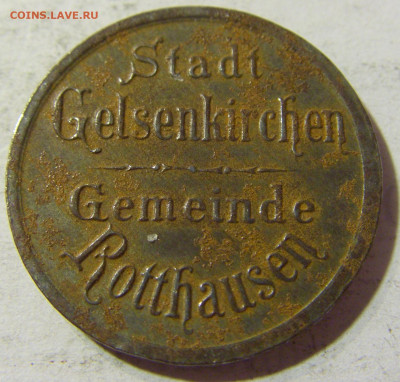 COINS.LAVE.RU
Stadt
Gelsenkirchen
Gemeinde
Rotthausen